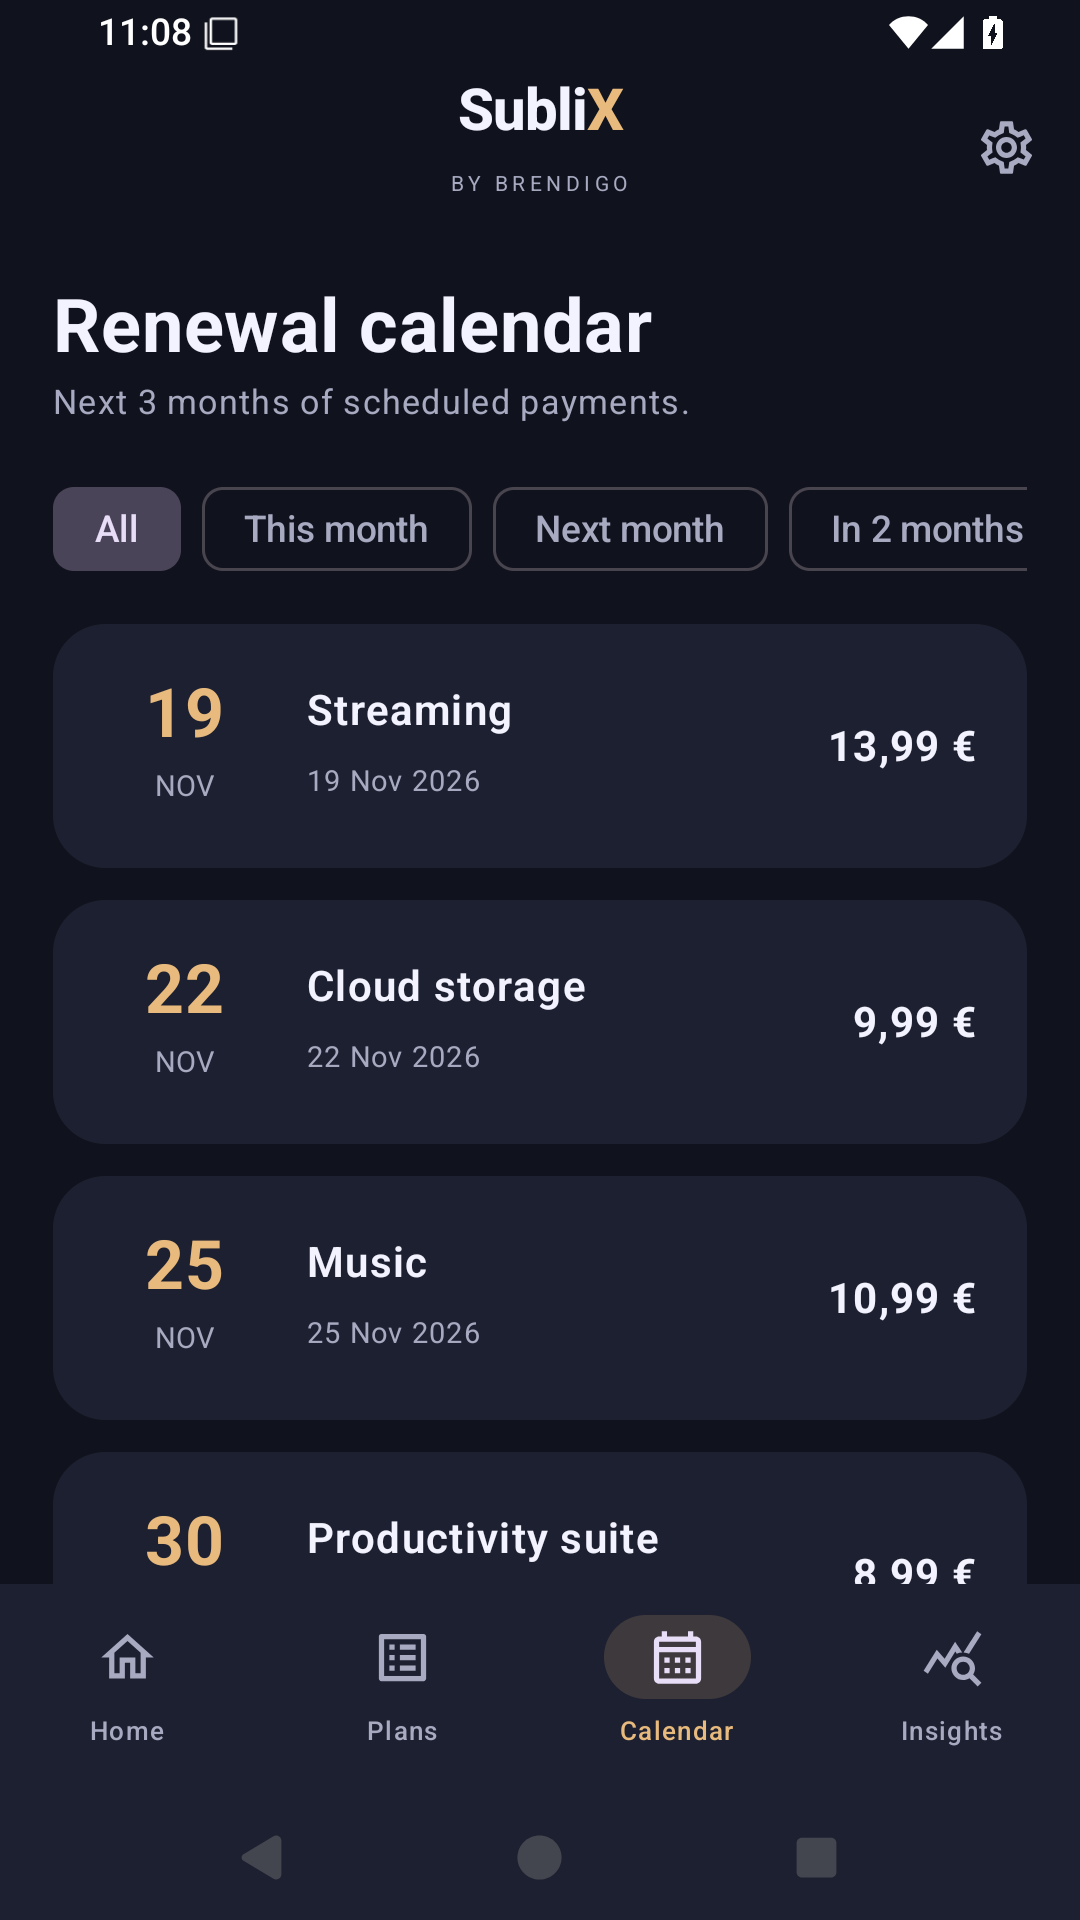 11:08
SubliX
BY BRENDIGO
Renewal calendar
Next 3 months of scheduled payments.
All
This month
Next month
In 2 months
19
NOV
Streaming
19 Nov 2026
13,99 €
22
NOV
Cloud storage
22 Nov 2026
9,99 €
25
NOV
Music
25 Nov 2026
10,99 €
30
Productivity suite
8,99 €
Home
Plans
Calendar
Insights